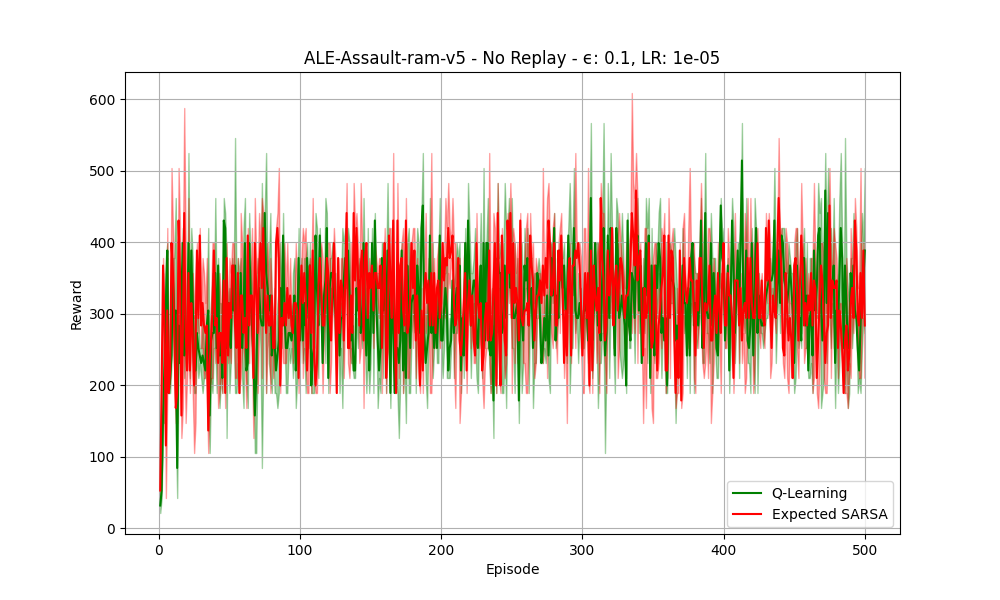 ALE-Assault-ram-v5 - No Replay - ϵ: 0.1, LR: 1e-05
600
500
400
300
200
100
0
Reward
0 100 200 300 400 500
Episode
Q-Learning
Expected SARSA